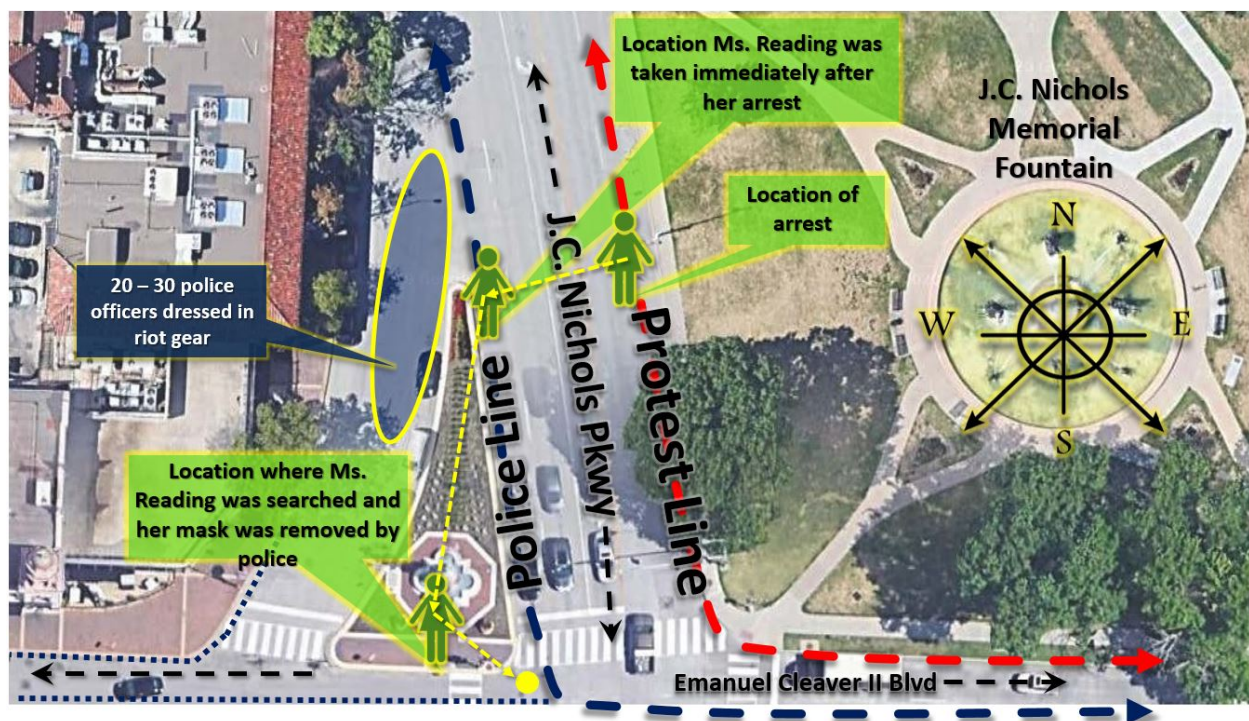 Location Ms. Reading was
taken immediately after
her arrest
J.C. Nichols
Memorial
Fountain
Location of
arrest
N
W
E
S
20 – 30 police
officers dressed in
riot gear
J.C. Nichols Pkwy
Police Line
Protest Line
Location where Ms.
Reading was searched and
her mask was removed by
police
Emanuel Cleaver II Blvd